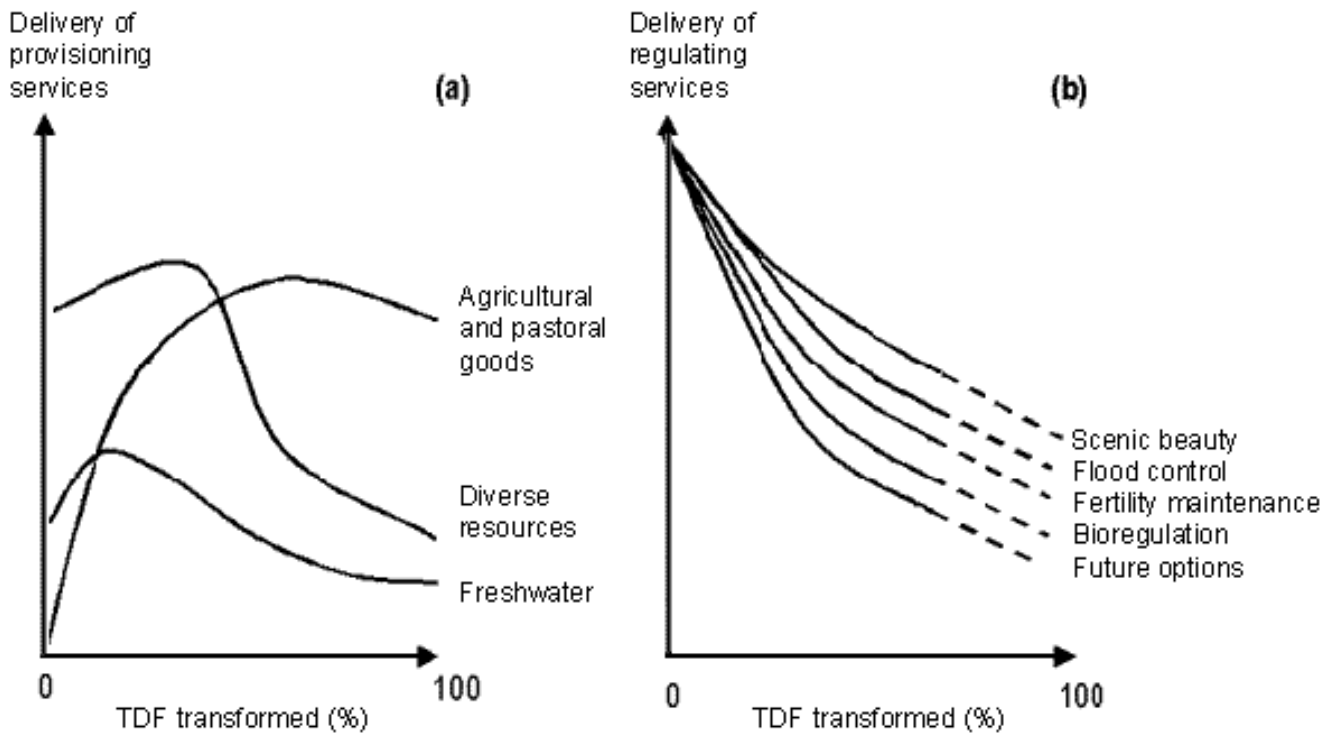 Delivery of
provisioning
services
(a)
Agricultural
and pastoral
goods
Diverse
resources
Freshwater
0
100
TDF transformed (%)
Delivery of
regulating
services
(b)
Scenic beauty
Flood control
Fertility maintenance
Bioregulation
Future options
0
100
TDF transformed (%)